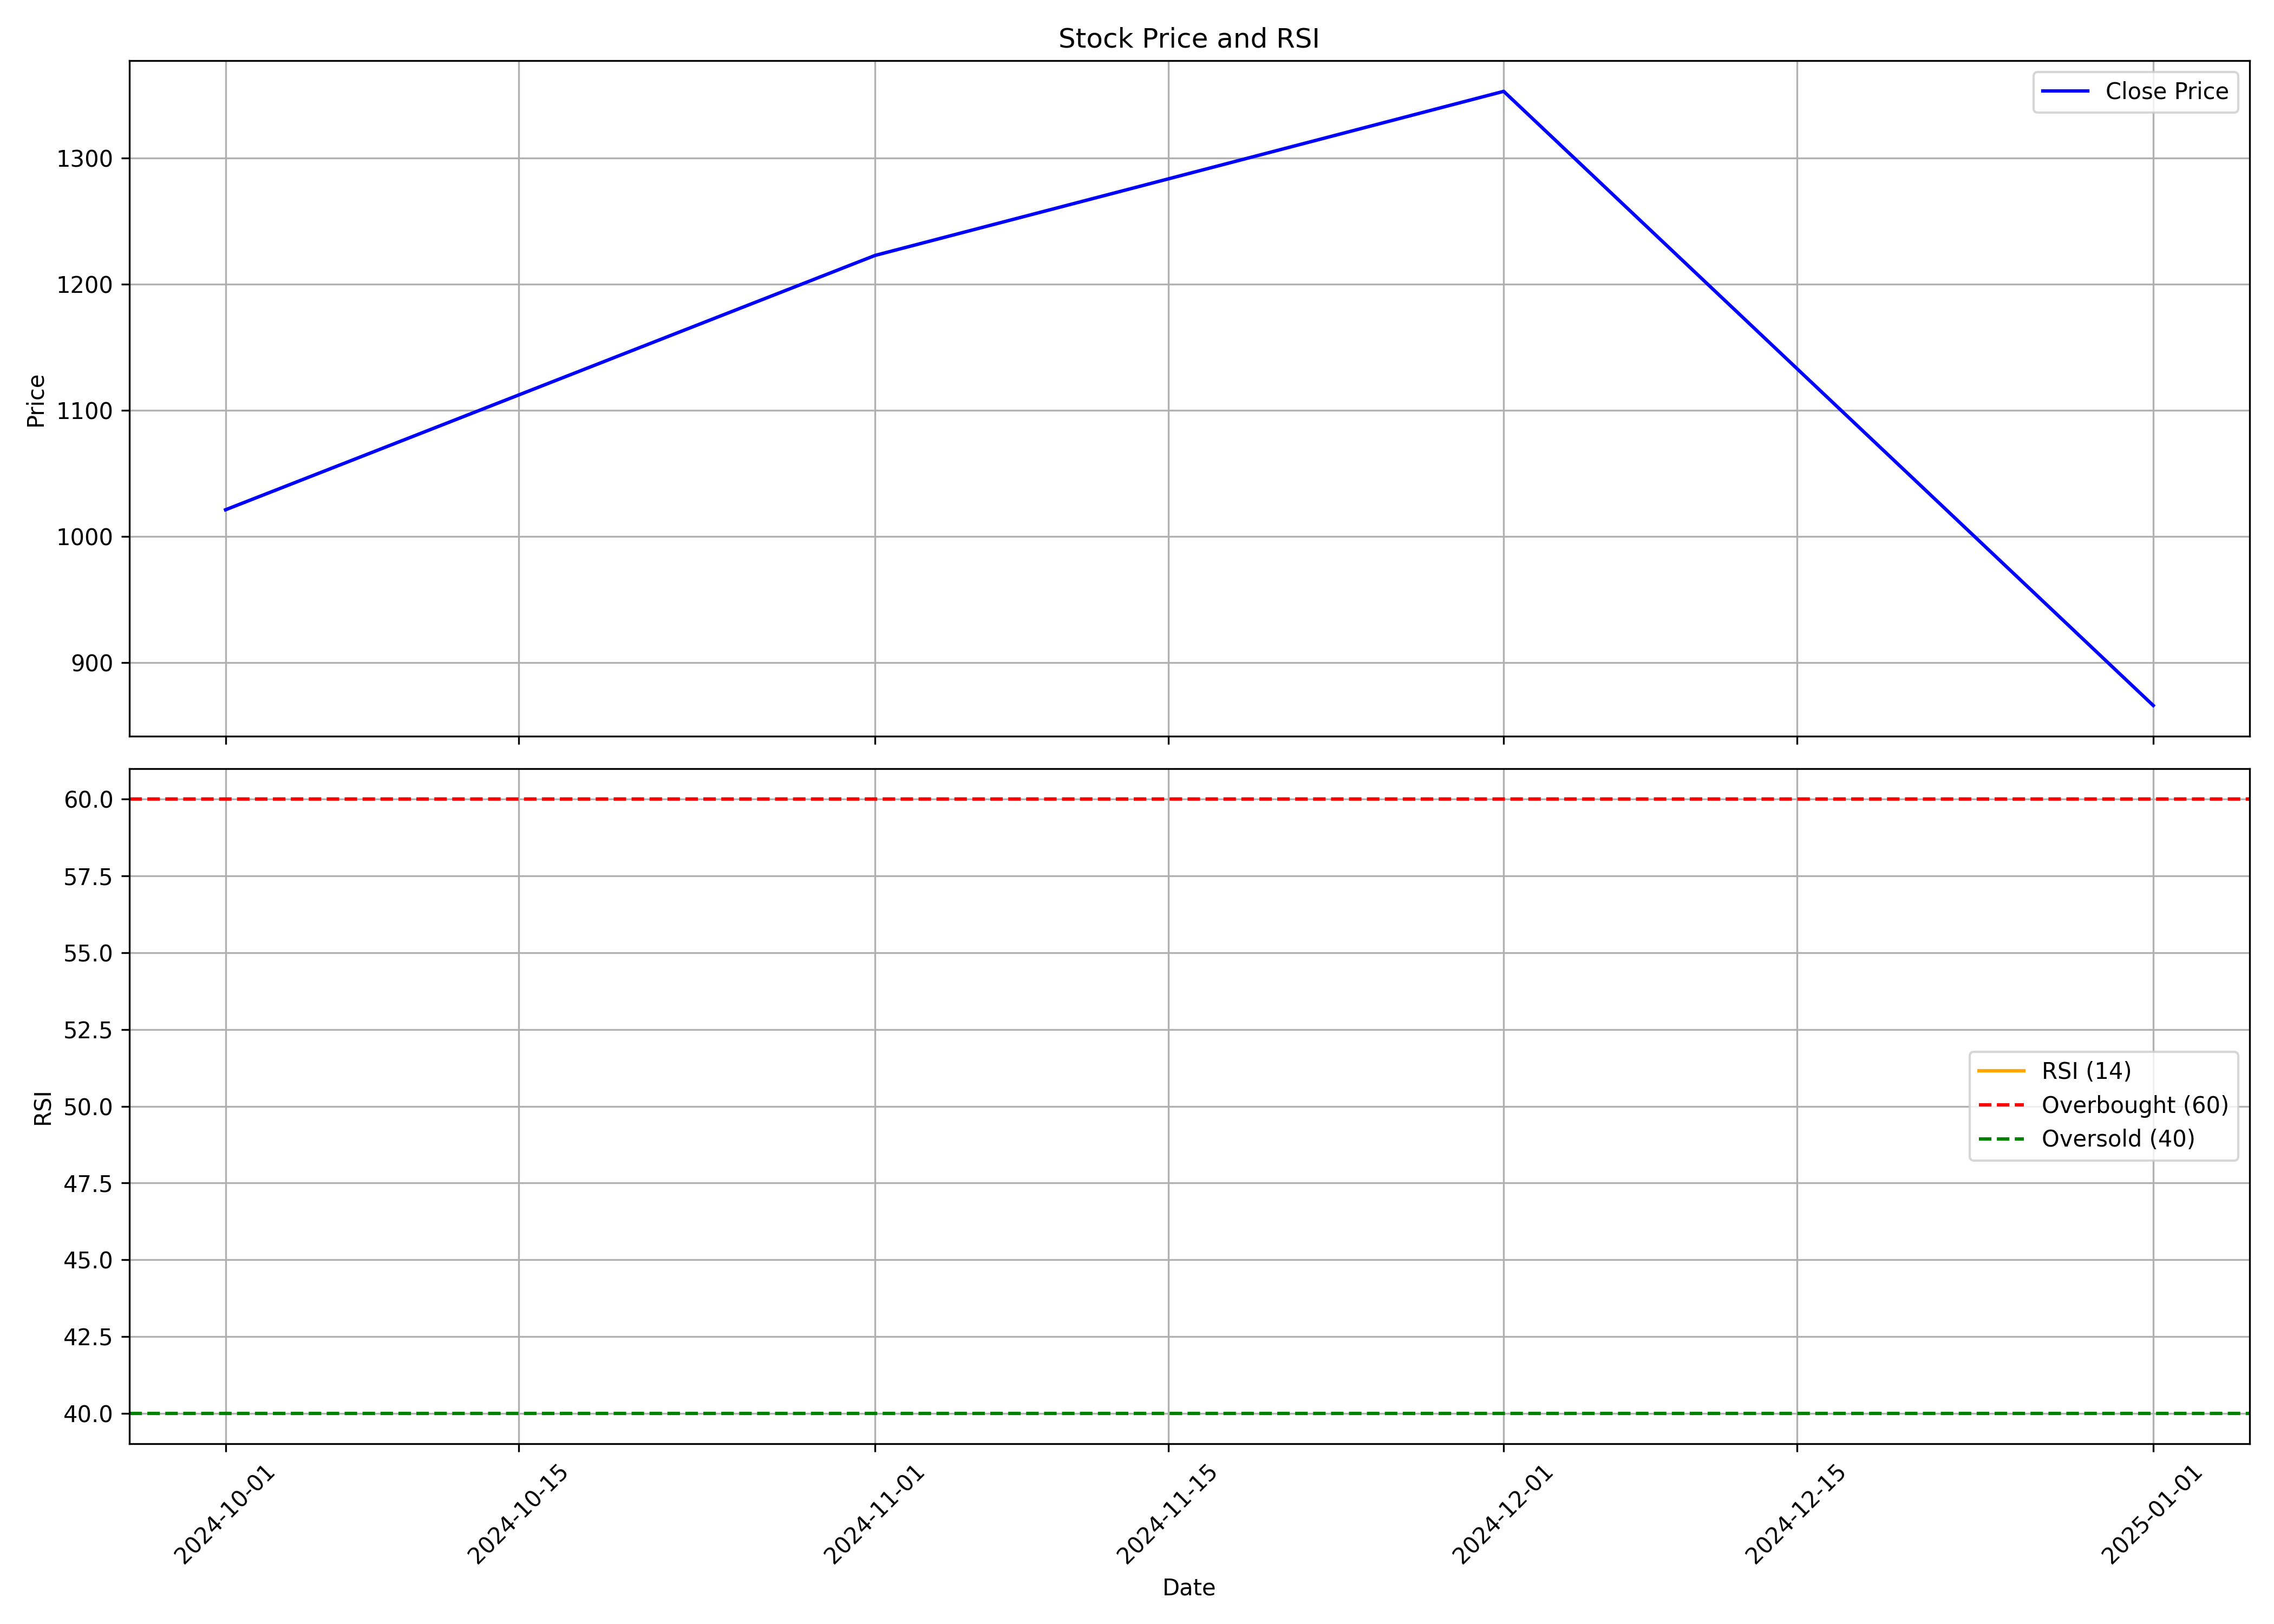 Stock Price and RSI
Close Price
Price
1300
1200
1100
1000
900
RSI
60.0
57.5
55.0
52.5
50.0
47.5
45.0
42.5
40.0
RSI (14)
Overbought (60)
Oversold (40)
2024-10-01
2024-10-15
2024-11-01
2024-11-15
2024-12-01
2024-12-15
2025-01-01
Date